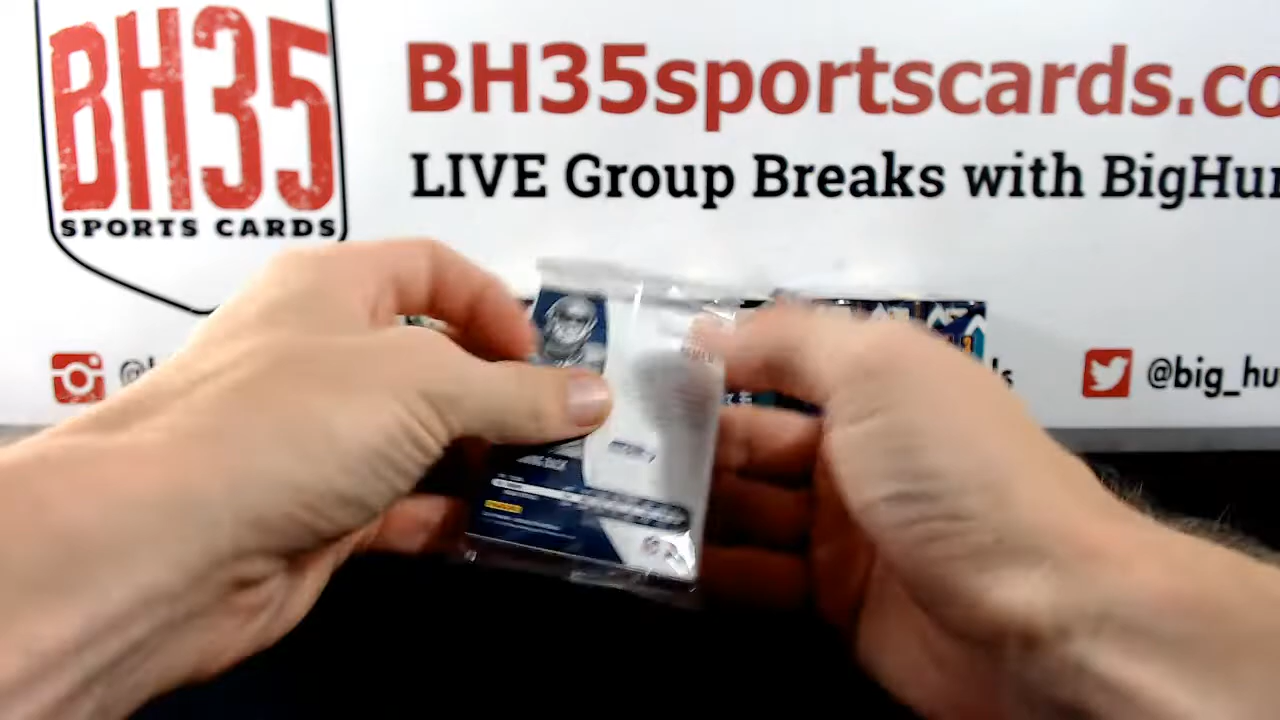 BH35
SPORTS CARDS
BH35sportscards.co
LIVE Group Breaks with BigHu
@big_hu